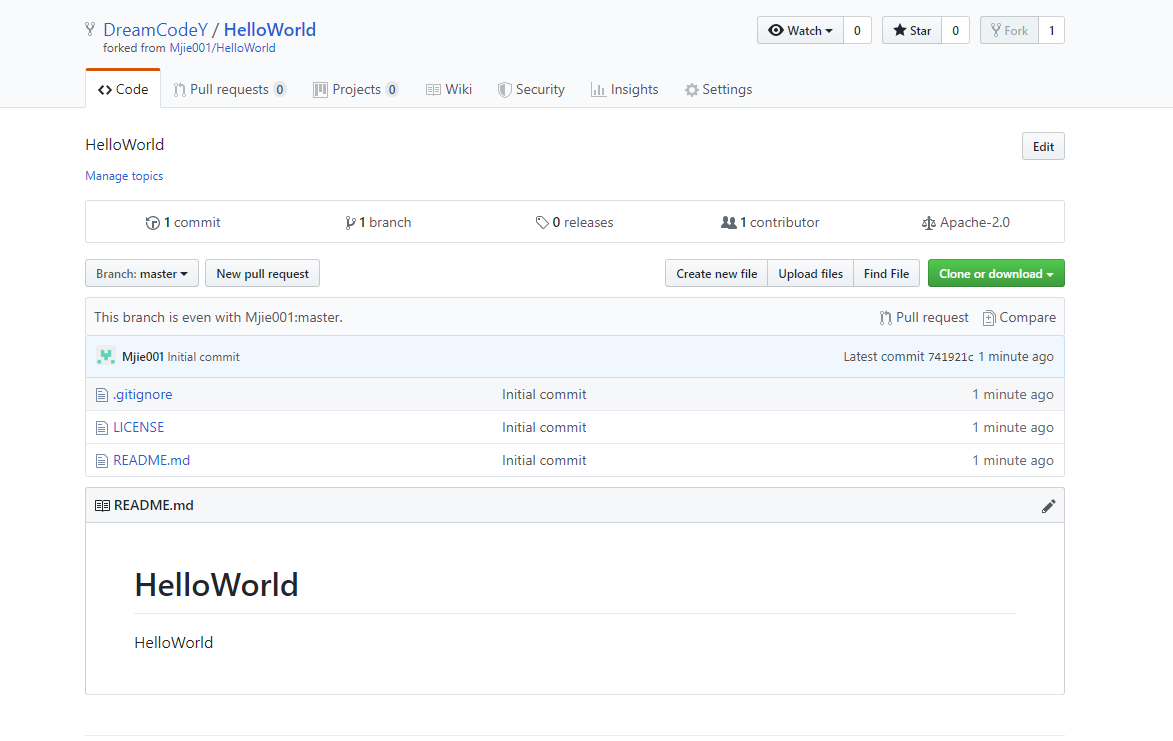 DreamCodeY / HelloWorld
Watch 0 Star 0 Fork 1
forked from Mjie001/HelloWorld
Code Pull requests 0 Projects 0 Wiki Security Insights Settings
HelloWorld Edit
Manage topics
1 commit 1 branch 0 releases 1 contributor Apache-2.0
Branch: master New pull request Create new file Upload files Find File Clone or download
This branch is even with Mjie001:master. Pull request Compare
Mjie001 Initial commit Latest commit 741921c 1 minute ago
.gitignore Initial commit 1 minute ago
LICENSE Initial commit 1 minute ago
README.md Initial commit 1 minute ago
README.md
HelloWorld
HelloWorld